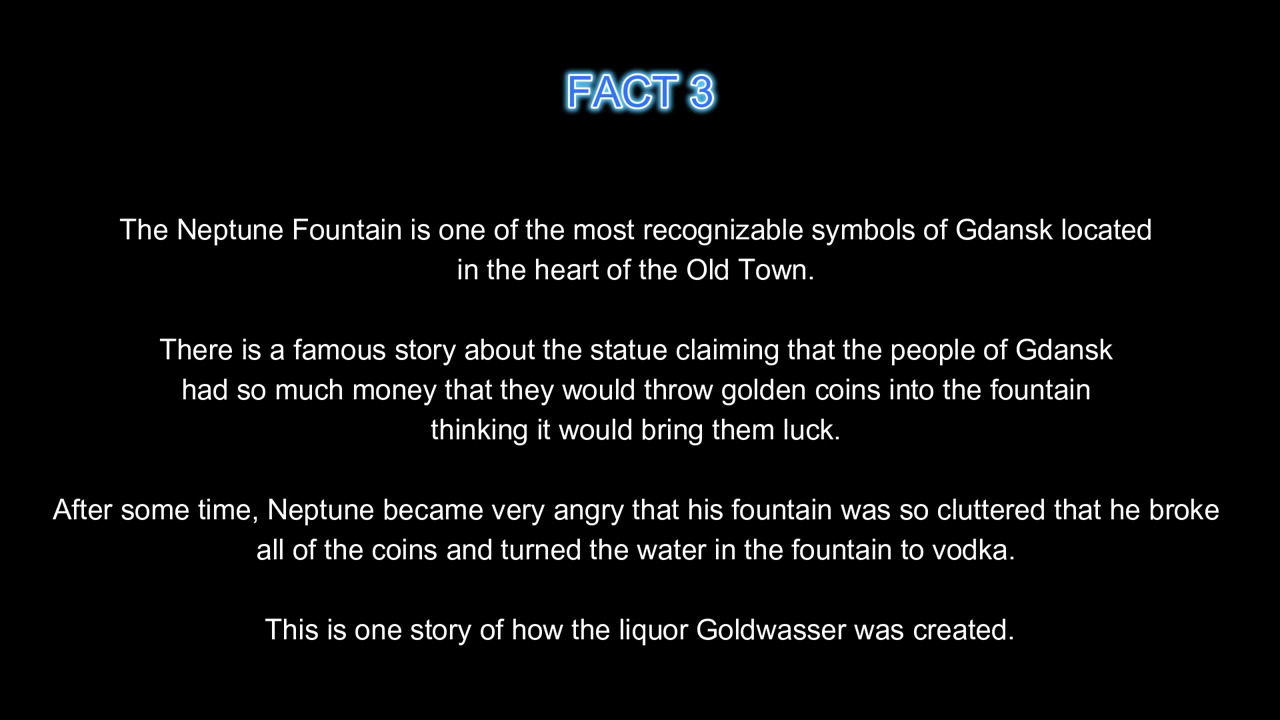 FACT 3
The Neptune Fountain is one of the most recognizable symbols of Gdansk located
in the heart of the Old Town.
There is a famous story about the statue claiming that the people of Gdansk
had so much money that they would throw golden coins into the fountain
thinking it would bring them luck.
After some time, Neptune became very angry that his fountain was so cluttered that he broke
all of the coins and turned the water in the fountain to vodka.
This is one story of how the liquor Goldwasser was created.